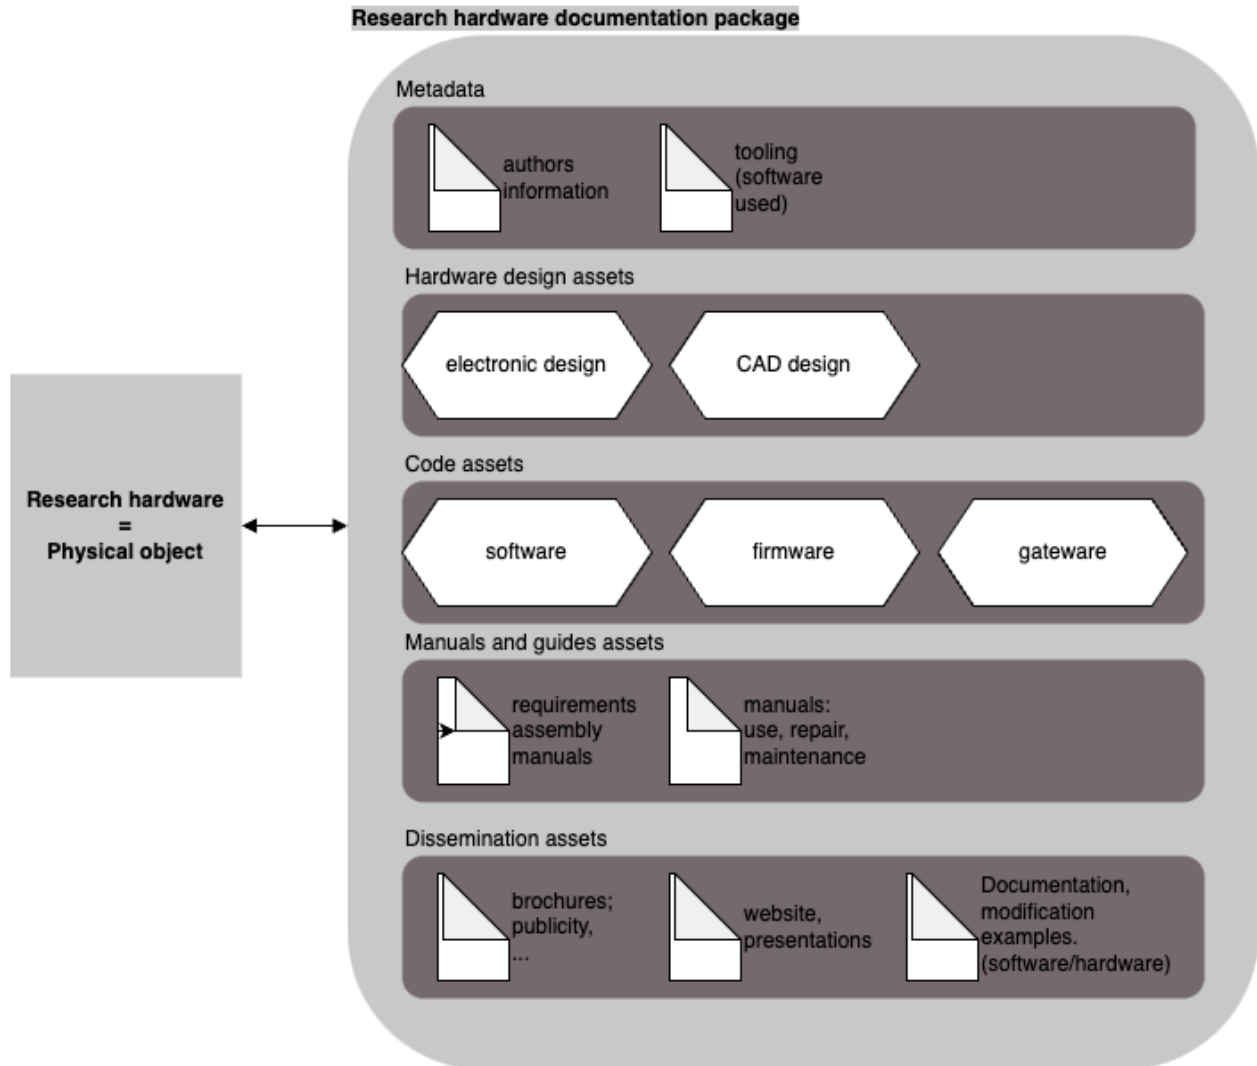 Research hardware documentation package
Metadata
authors
information
tooling
(software
used)
Hardware design assets
electronic design
CAD design
Research hardware
=
Physical object
Code assets
software
firmware
gateware
Manuals and guides assets
requirements
assembly
manuals
manuals:
use, repair,
maintenance
Dissemination assets
brochures;
publicity,
...
website,
presentations
Documentation,
modification
examples.
(software/hardware)